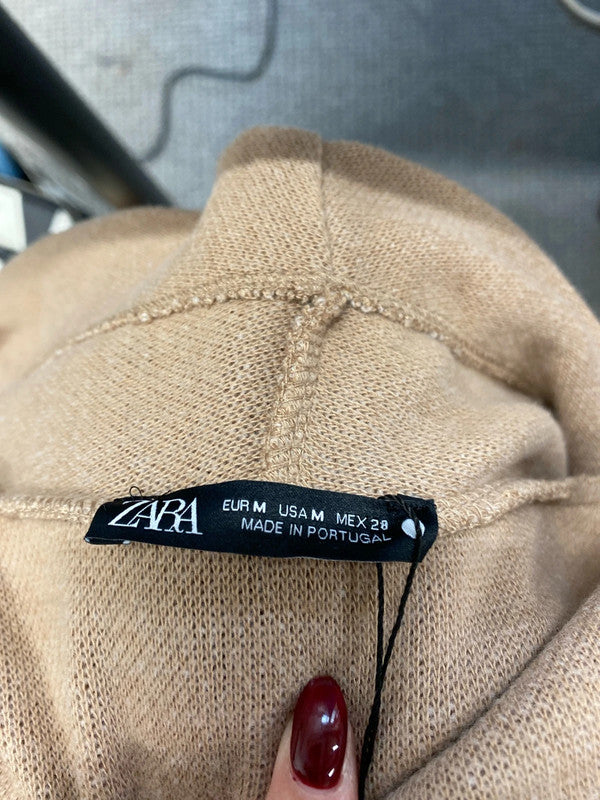 ZARA
EUR M USA M MEX 28
MADE IN PORTUGAL